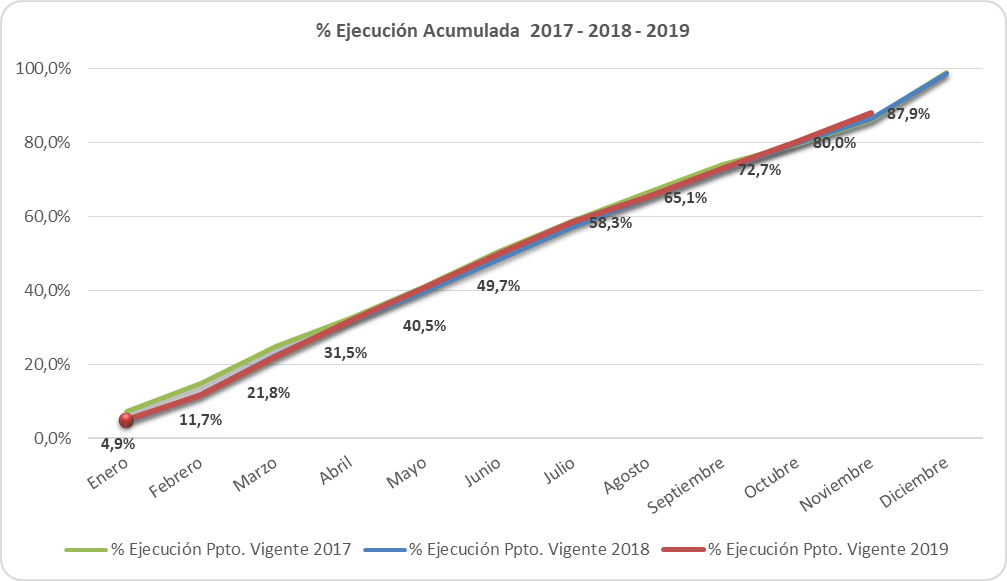 % Ejecución Acumulada 2017 - 2018 - 2019
100,0%
80,0%
60,0%
40,0%
20,0%
0,0%
87,9%
80,0%
72,7%
65,1%
58,3%
49,7%
40,5%
31,5%
21,8%
11,7%
4,9%
Enero
Febrero
Marzo
Abril
Mayo
Junio
Julio
Agosto
Septiembre
Octubre
Noviembre
Diciembre
% Ejecución Ppto. Vigente 2017
% Ejecución Ppto. Vigente 2018
% Ejecución Ppto. Vigente 2019